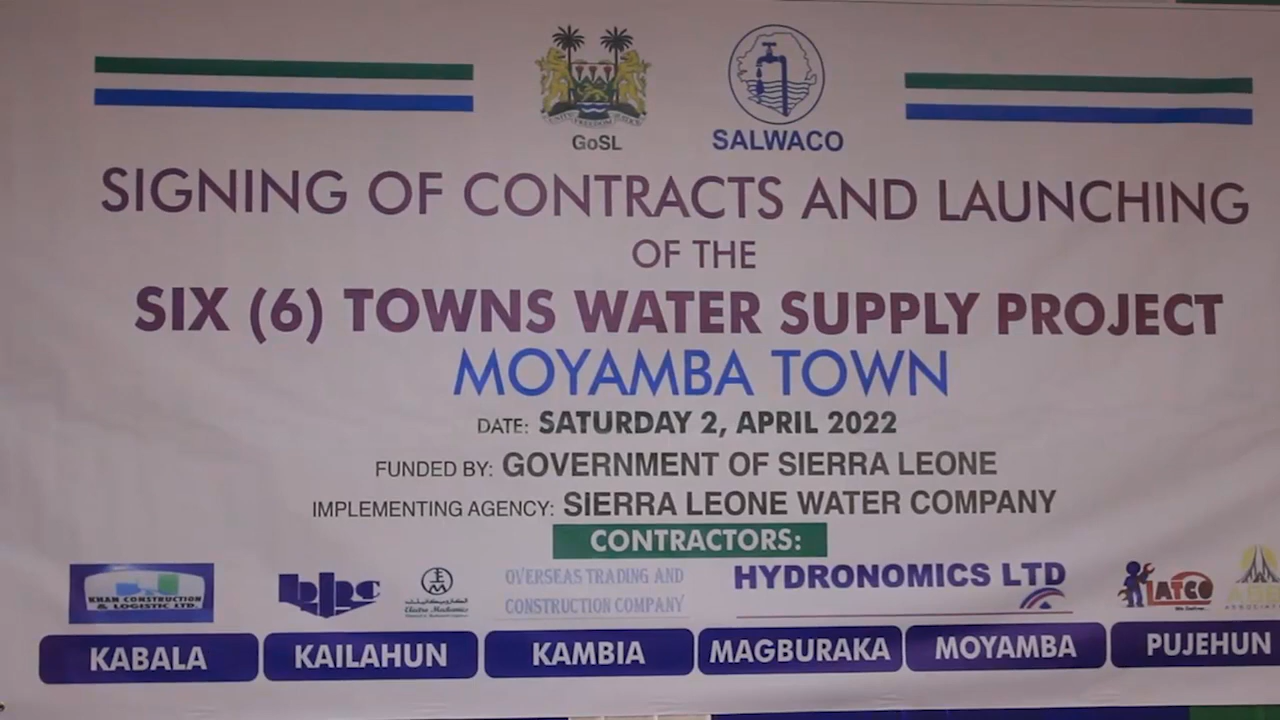 GoSL
SALWACO
SIGNING OF CONTRACTS AND LAUNCHING
OF THE
SIX (6) TOWNS WATER SUPPLY PROJECT
MOYAMBA TOWN
DATE: SATURDAY 2, APRIL 2022
FUNDED BY: GOVERNMENT OF SIERRA LEONE
IMPLEMENTING AGENCY: SIERRA LEONE WATER COMPANY
CONTRACTORS:
KHAN CONSTRUCTION
& LOGISTIC LTD.
OVERSEAS TRADING AND
CONSTRUCTION COMPANY
HYDRONOMICS LTD
LATCO
KABALA
KAILAHUN
KAMBIA
MAGBURAKA
MOYAMBA
PUJEHUN